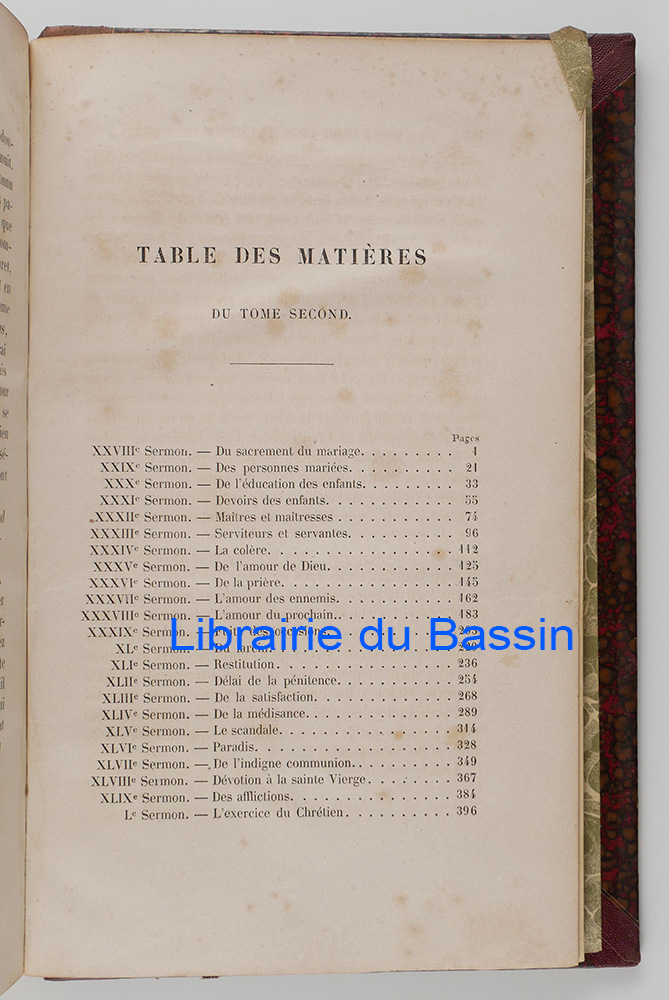 TABLE DES MATIÈRES
DU TOME SECOND.
Pages
XXVIIIe Sermon. — Du sacrement du mariage. . . . . . . . . 1
XXIXe Sermon. — Des personnes mariées. . . . . . . . . . 21
XXXe Sermon. — De l'éducation des enfants. . . . . . . . . 33
XXXIe Sermon. — Devoirs des enfants. . . . . . . . . . . . 55
XXXIIe Sermon. — Maîtres et maîtresses . . . . . . . . . . . 74
XXXIIIe Sermon. — Serviteurs et servantes. . . . . . . . . . 96
XXXIVe Sermon. — La colère. . . . . . . . . . . . . . . . 112
XXXVe Sermon. — De l'amour de Dieu. . . . . . . . . . . . 125
XXXVIe Sermon. — De la prière. . . . . . . . . . . . . . . 145
XXXVIIe Sermon. — L'amour des ennemis. . . . . . . . . . . 162
XXXVIIIe Sermon. — L'amour du prochain. . . . . . . . . . . 183
XXXIXe Sermon. — des occasions
Librairie du Bassin
XLe Sermon. — Du larcin
XLIe Sermon. — Restitution. . . . . . . . . . . . . . . . 236
XLIIe Sermon. — Délai de la pénitence. . . . . . . . . . . 254
XLIIIe Sermon. — De la satisfaction. . . . . . . . . . . . . 268
XLIVe Sermon. — De la médisance. . . . . . . . . . . . . 289
XLVe Sermon. — Le scandale. . . . . . . . . . . . . . . 314
XLVIe Sermon. — Paradis. . . . . . . . . . . . . . . . . 328
XLVIIe Sermon. — De l'indigne communion. . . . . . . . . 349
XLVIIIe Sermon. — Dévotion à la sainte Vierge. . . . . . . . 367
XLIXe Sermon. — Des afflictions. . . . . . . . . . . . . . 384
Le Sermon. — L'exercice du Chrétien. . . . . . . . . . 396